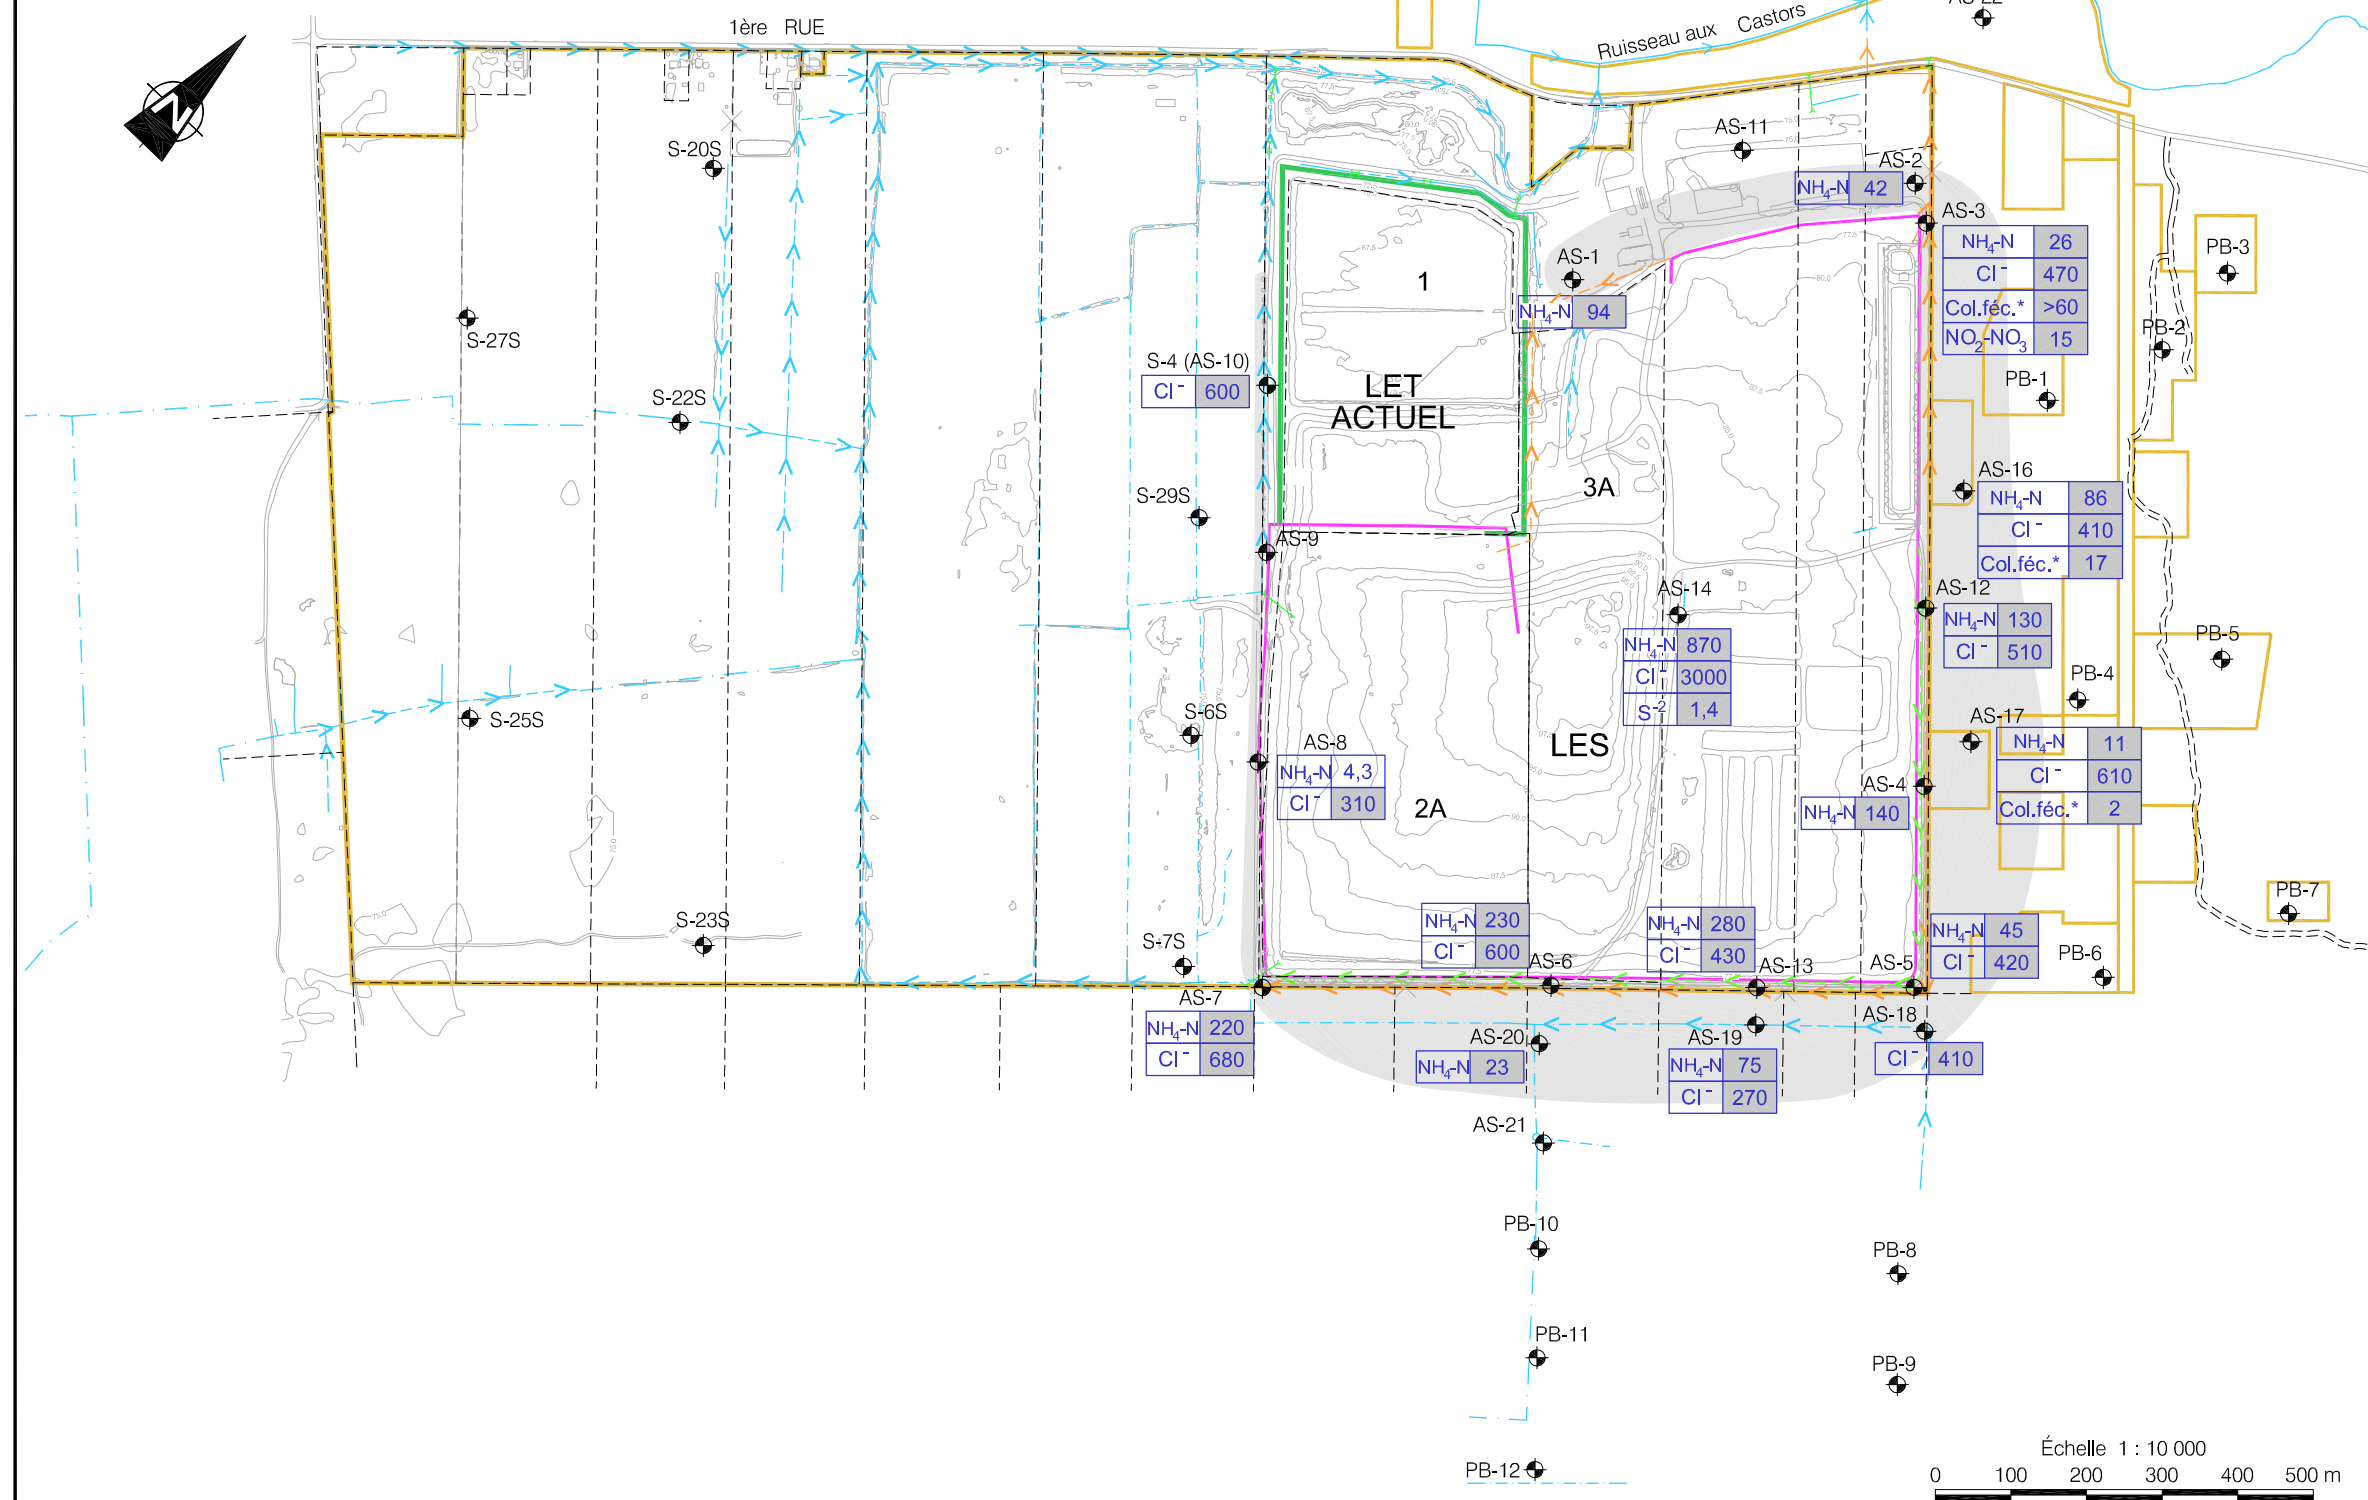 1ère RUE
Ruisseau aux Castors
N
S-20S
AS-11
AS-2
NH4-N 42
AS-3
NH4-N 26
Cl⁻ 470
Col.féc.* >60
NO2-NO3 15
AS-1
NH4-N 94
1
PB-3
PB-2
PB-1
S-27S
S-4 (AS-10)
Cl⁻ 600
LET
ACTUEL
S-22S
AS-16
NH4-N 86
Cl⁻ 410
Col.féc.* 17
S-29S
3A
AS-9
AS-14
NH4-N 870
Cl⁻ 3000
S⁻² 1,4
AS-12
NH4-N 130
Cl⁻ 510
PB-5
PB-4
S-25S
S-6S
AS-8
NH4-N 4,3
Cl⁻ 310
LES
2A
AS-17
NH4-N 11
Cl⁻ 610
Col.féc.* 2
AS-4
NH4-N 140
PB-7
S-23S
S-7S
NH4-N 230
Cl⁻ 600
AS-6
NH4-N 280
Cl⁻ 430
AS-13
AS-5
NH4-N 45
Cl⁻ 420
PB-6
AS-7
NH4-N 220
Cl⁻ 680
AS-20
NH4-N 23
AS-19
NH4-N 75
Cl⁻ 270
AS-18
Cl⁻ 410
AS-21
PB-10
PB-8
PB-11
PB-9
PB-12
Échelle 1 : 10 000
0 100 200 300 400 500 m